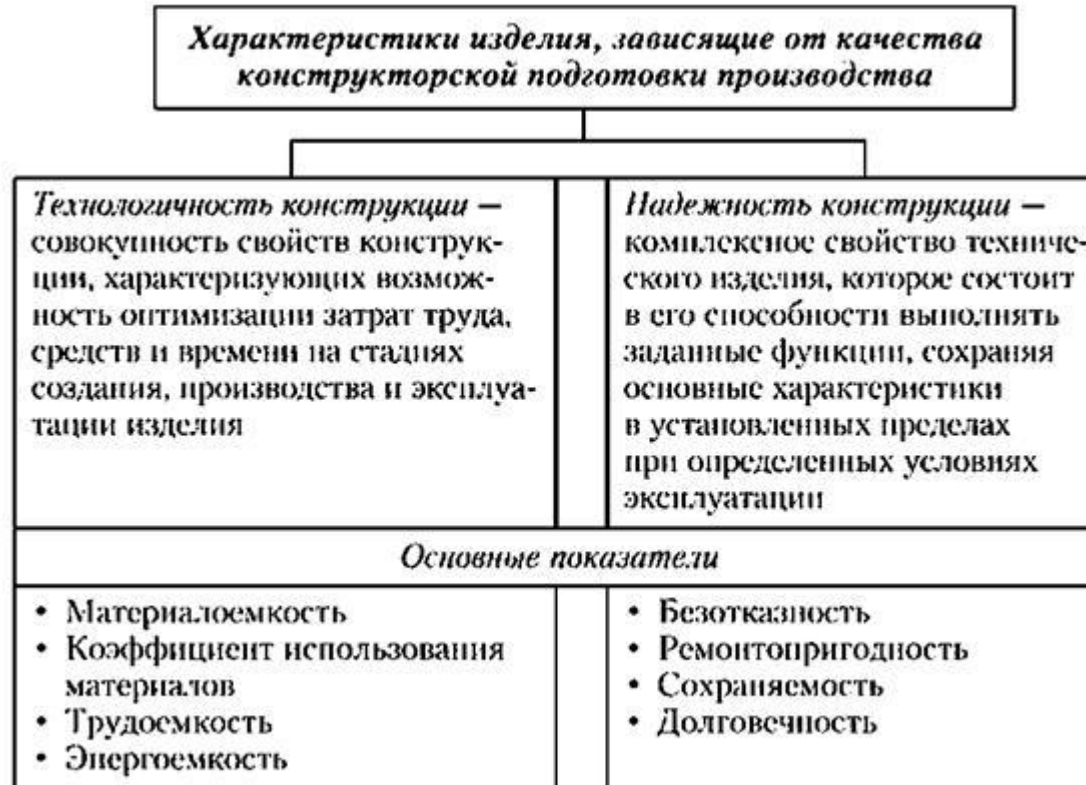 Характеристики изделия, зависящие от качества
конструкторской подготовки производства
Технологичность конструкции —
совокупность свойств конструк-
ции, характеризующих возмож-
ность оптимизации затрат труда,
средств и времени на стадиях
создания, производства и эксплуа-
тации изделия
Надежность конструкции —
комплексное свойство техниче-
ского изделия, которое состоит
в его способности выполнять
заданные функции, сохраняя
основные характеристики
в установленных пределах
при определенных условиях
эксплуатации
Основные показатели
• Материалоемкость
• Коэффициент использования
материалов
• Трудоемкость
• Энергоемкость
• Безотказность
• Ремонтопригодность
• Сохраняемость
• Долговечность